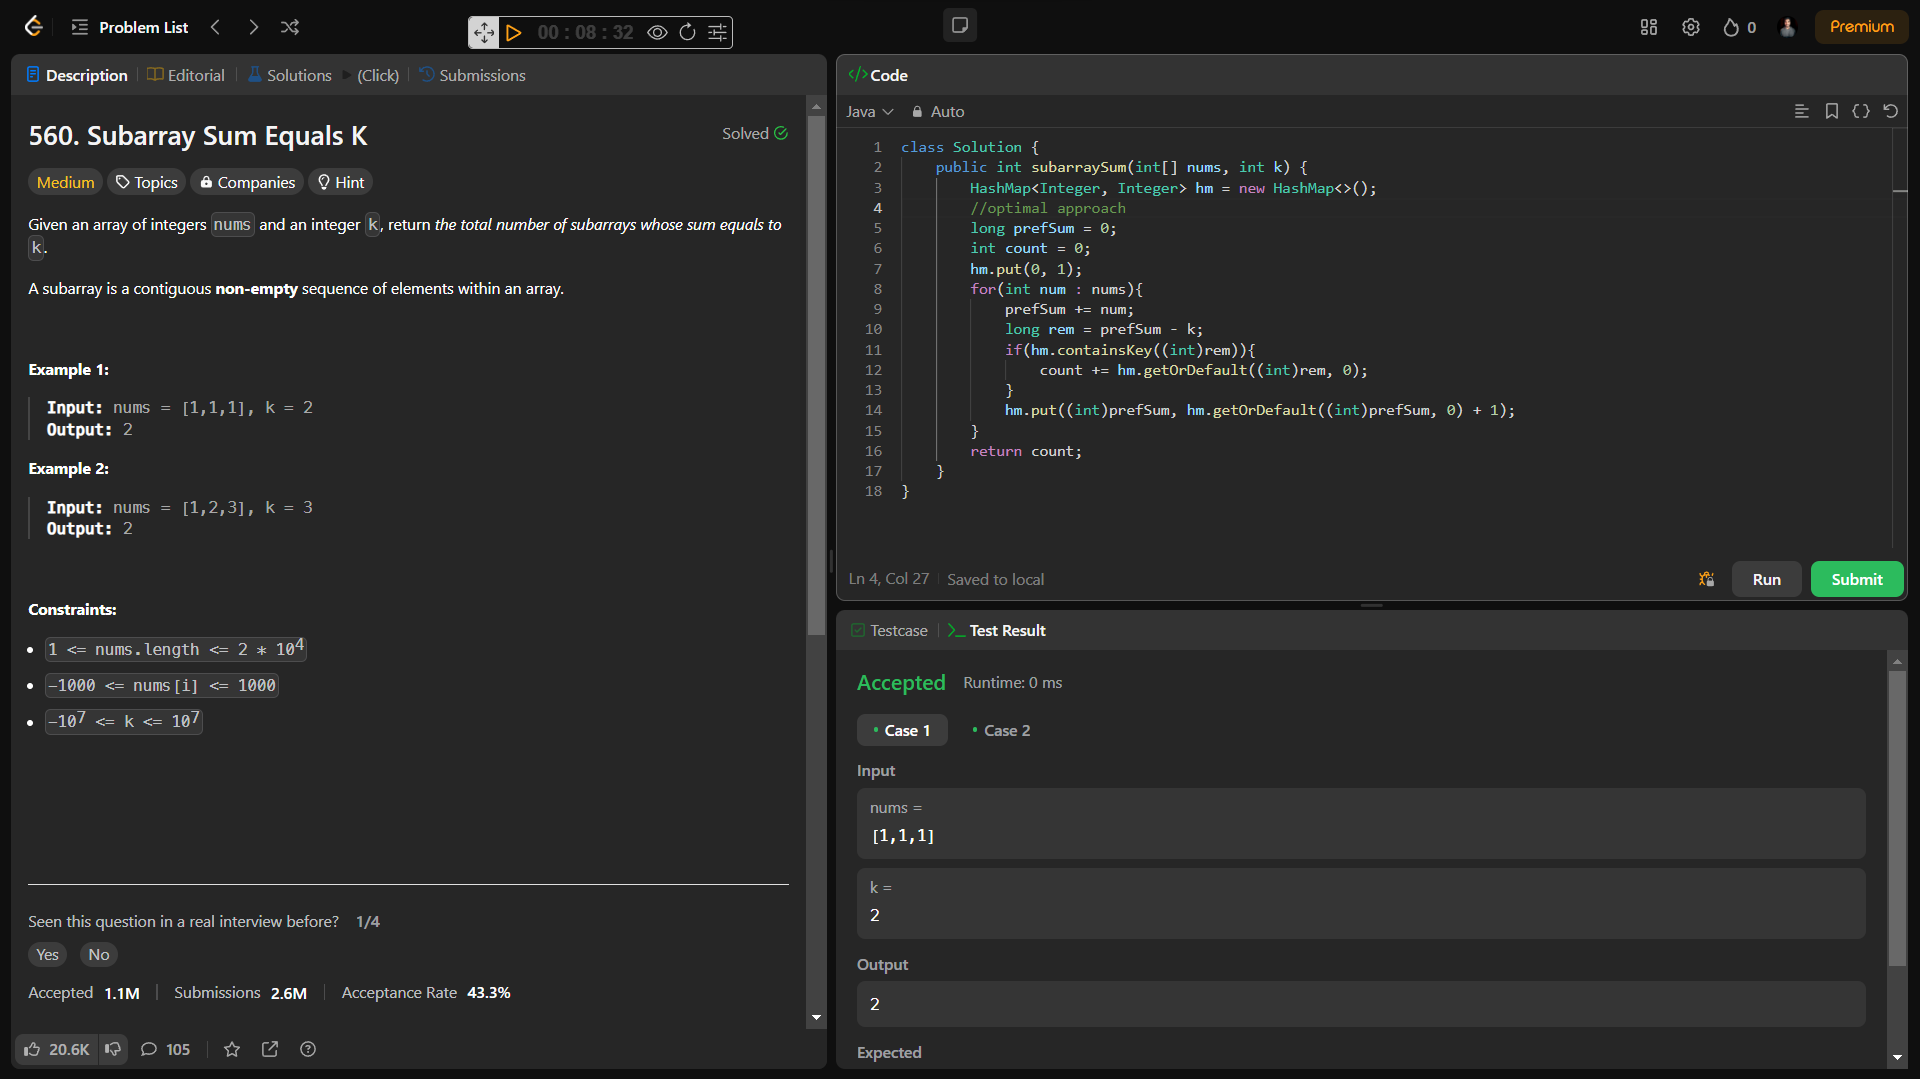 Problem List
00 : 08 : 32
0
Premium
Description
Editorial
Solutions
(Click)
Submissions
560. Subarray Sum Equals K
Solved
Medium
Topics
Companies
Hint
Given an array of integers nums and an integer k, return the total number of subarrays whose sum equals to
k.
A subarray is a contiguous non-empty sequence of elements within an array.
Example 1:
Input: nums = [1,1,1], k = 2
Output: 2
Example 2:
Input: nums = [1,2,3], k = 3
Output: 2
Constraints:
• 1 <= nums.length <= 2 * 10^4
• -1000 <= nums[i] <= 1000
• -10^7 <= k <= 10^7
Seen this question in a real interview before? 1/4
Yes No
Accepted 1.1M | Submissions 2.6M | Acceptance Rate 43.3%
20.6K
105
</> Code
Java
Auto
1 class Solution {
2     public int subarraySum(int[] nums, int k) {
3         HashMap<Integer, Integer> hm = new HashMap<>();
4         //optimal approach
5         long prefSum = 0;
6         int count = 0;
7         hm.put(0, 1);
8         for(int num : nums){
9             prefSum += num;
10             long rem = prefSum - k;
11             if(hm.containsKey((int)rem)){
12                 count += hm.getOrDefault((int)rem, 0);
13             }
14             hm.put((int)prefSum, hm.getOrDefault((int)prefSum, 0) + 1);
15         }
16         return count;
17     }
18 }
Ln 4, Col 27 | Saved to local
Run
Submit
Testcase
Test Result
Accepted Runtime: 0 ms
• Case 1
• Case 2
Input
nums =
[1,1,1]
k =
2
Output
2
Expected